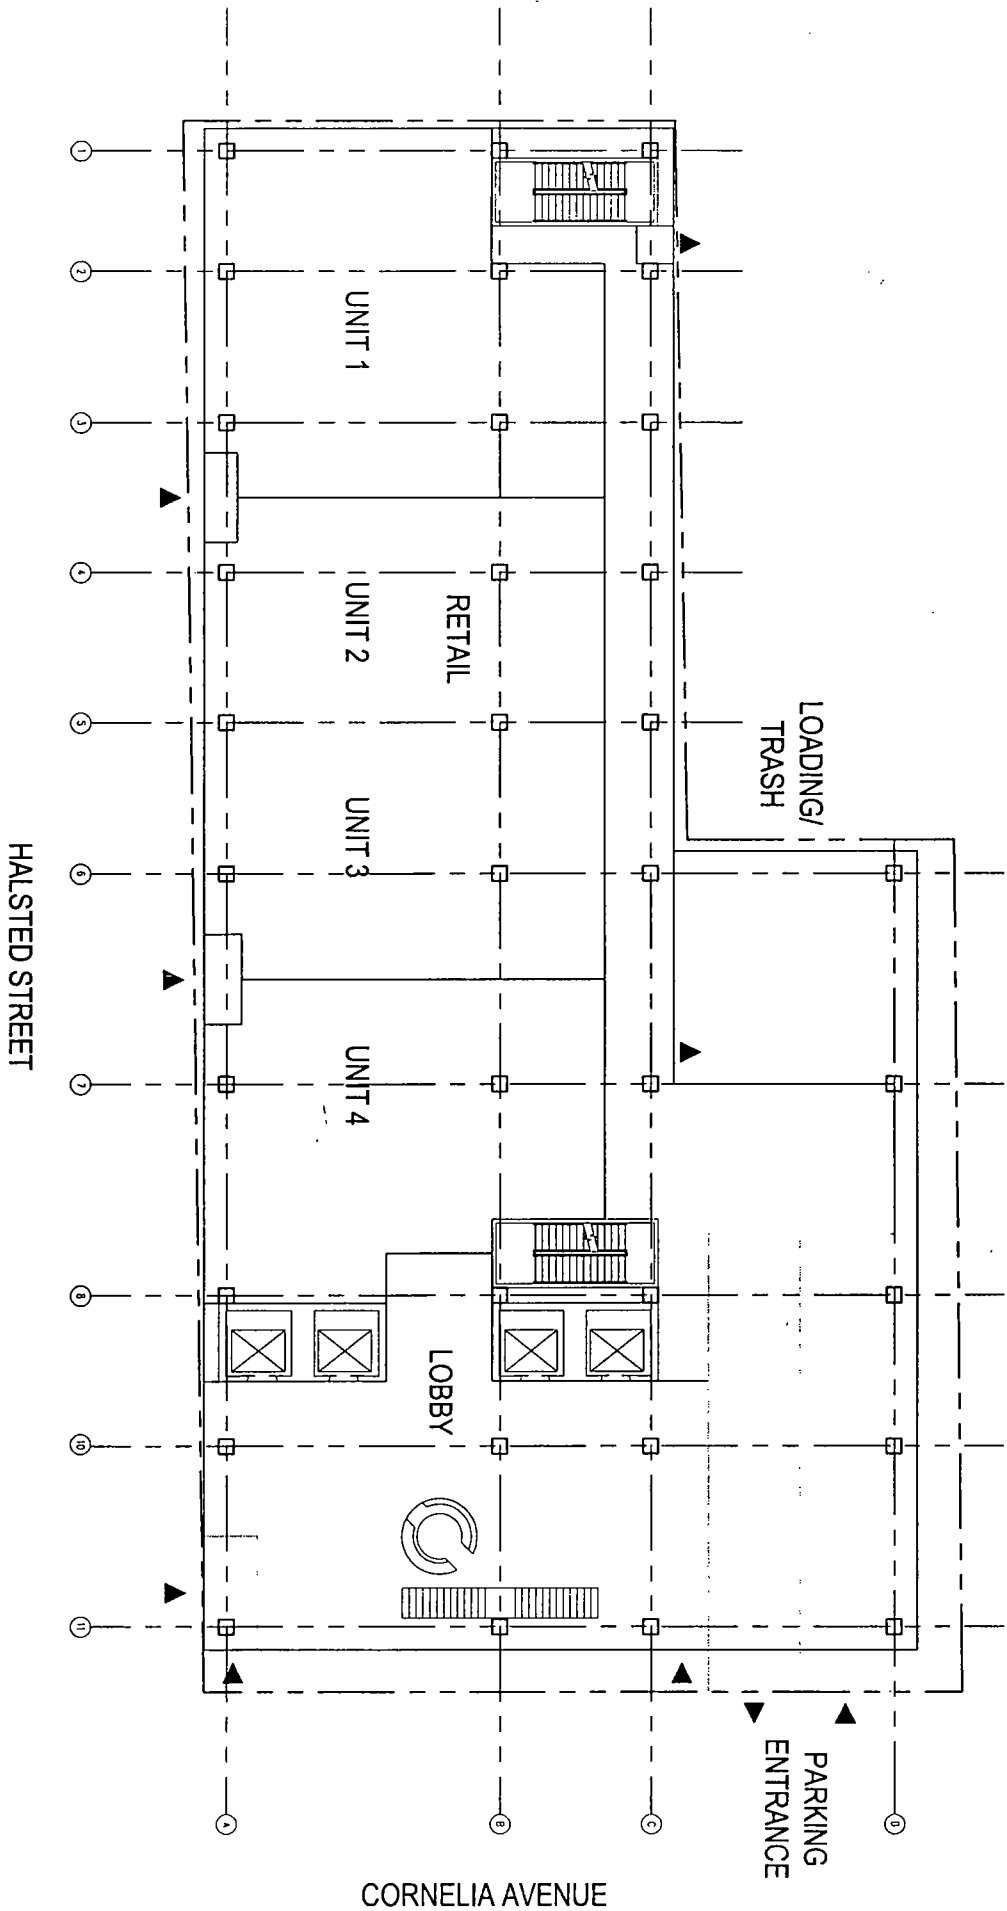 1
2
3
4
5
6
7
8
10
11
A
B
C
D
UNIT 1
UNIT 2
RETAIL
UNIT 3
UNIT 4
LOBBY
LOADING/
TRASH
PARKING
ENTRANCE
HALSTED STREET
CORNELIA AVENUE